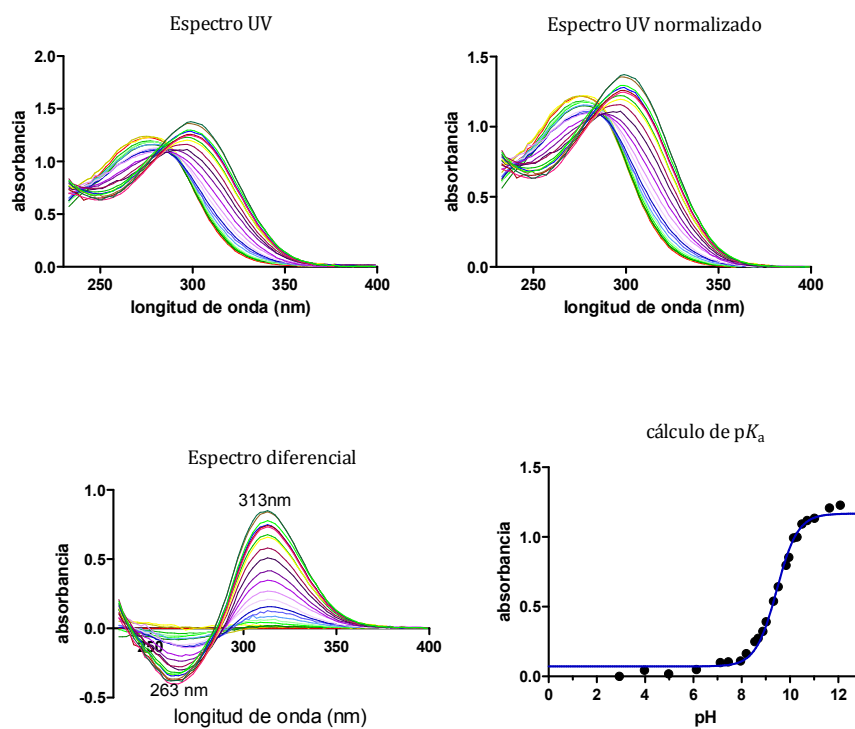 Espectro UV
2.0
1.5
1.0
0.5
0.0
absorbancia
250 300 350 400
longitud de onda (nm)
Espectro UV normalizado
1.5
1.0
0.5
0.0
absorbancia
250 300 350 400
longitud de onda (nm)
Espectro diferencial
1.0
0.5
0.0
-0.5
absorbancia
313nm
250 300 350 400
263 nm
longitud de onda (nm)
cálculo de pKa
1.5
1.0
0.5
0.0
absorbancia
0 2 4 6 8 10 12
pH